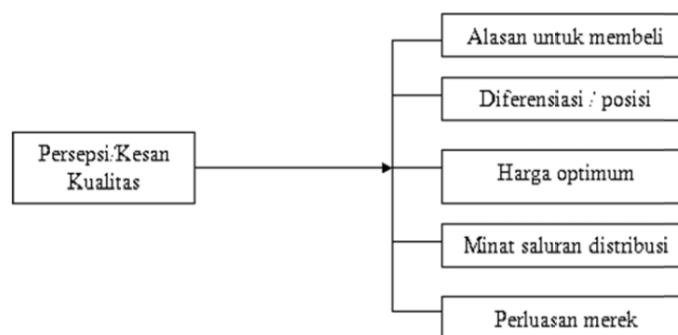 Persepsi/Kesan
Kualitas
Alasan untuk membeli
Diferensiasi / posisi
Harga optimum
Minat saluran distribusi
Perluasan merek